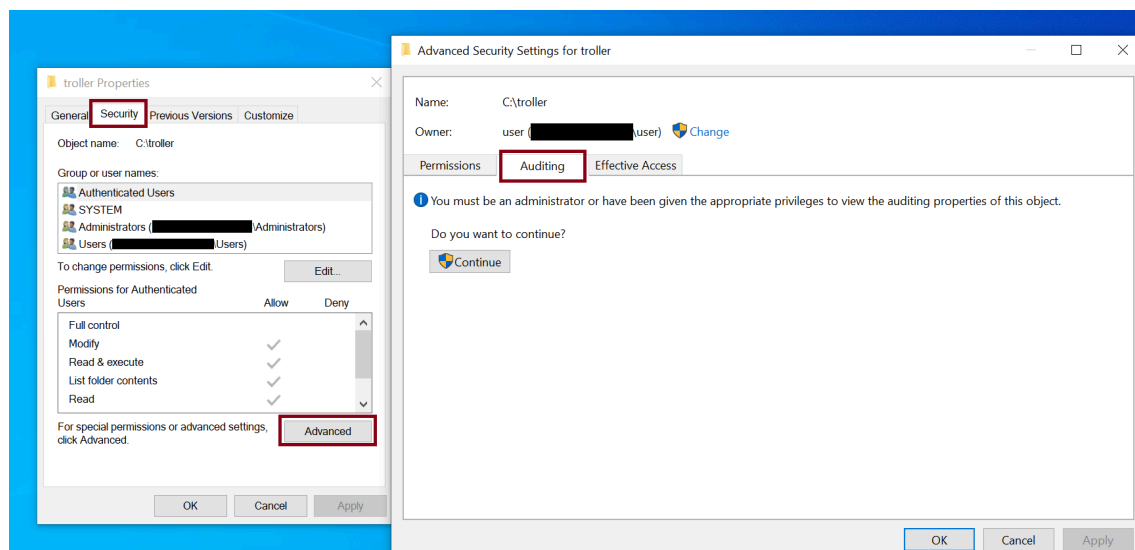 troller Properties
General Security Previous Versions Customize
Object name: C:\troller
Group or user names:
Authenticated Users
SYSTEM
Administrators ( \Administrators)
Users ( \Users)
To change permissions, click Edit.
Edit...
Permissions for Authenticated
Users Allow Deny
Full control
Modify
Read & execute
List folder contents
Read
For special permissions or advanced settings,
click Advanced.
Advanced
OK Cancel Apply
Advanced Security Settings for troller
Name: C:\troller
Owner: user ( \user) Change
Permissions Auditing Effective Access
You must be an administrator or have been given the appropriate privileges to view the auditing properties of this object.
Do you want to continue?
Continue
OK Cancel Apply